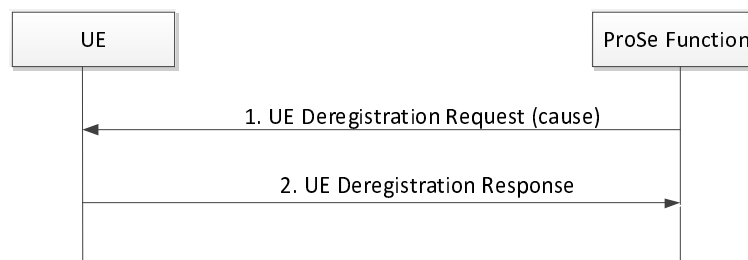 UE
ProSe Function
1. UE Deregistration Request (cause)
2. UE Deregistration Response